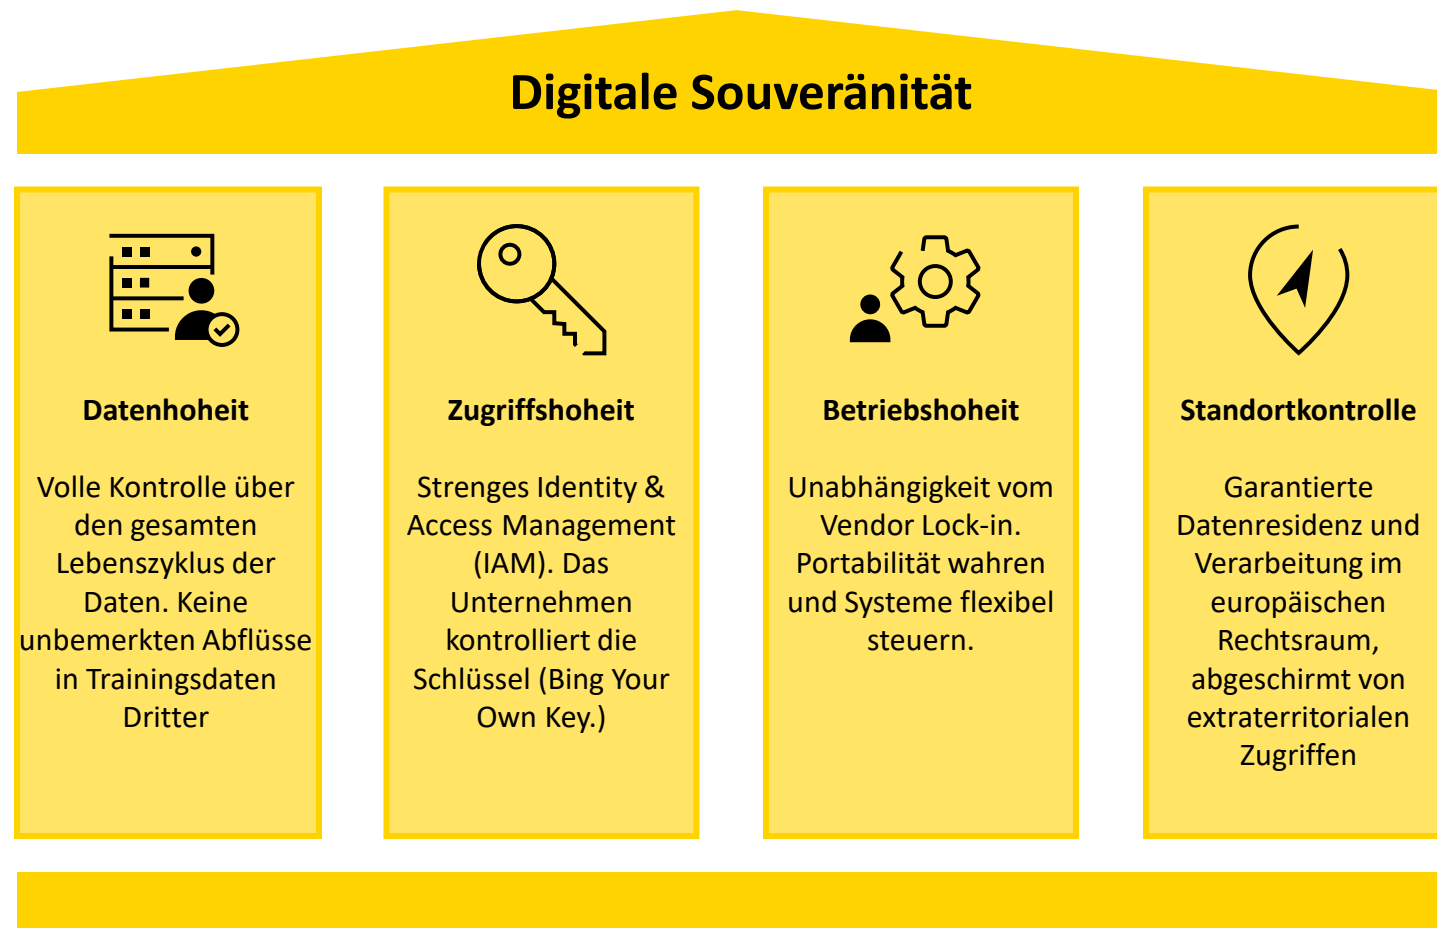 Digitale Souveränität
Datenhoheit
Volle Kontrolle über
den gesamten
Lebenszyklus der
Daten. Keine
unbemerkten Abflüsse
in Trainingsdaten
Dritter
Zugriffshoheit
Strenges Identity &
Access Management
(IAM). Das
Unternehmen
kontrolliert die
Schlüssel (Bing Your
Own Key.)
Betriebshoheit
Unabhängigkeit vom
Vendor Lock-in.
Portabilität wahren
und Systeme flexibel
steuern.
Standortkontrolle
Garantierte
Datenresidenz und
Verarbeitung im
europäischen
Rechtsraum,
abgeschirmt von
extraterritorialen
Zugriffen